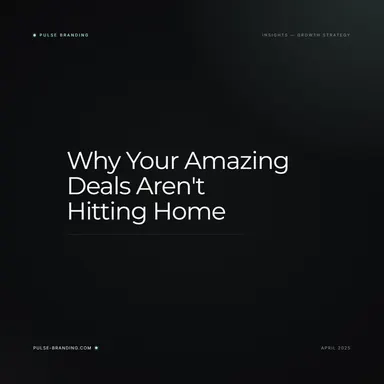 PULSE BRANDING
INSIGHTS — GROWTH STRATEGY
Why Your Amazing
Deals Aren't
Hitting Home
PULSE-BRANDING.COM
APRIL 2025